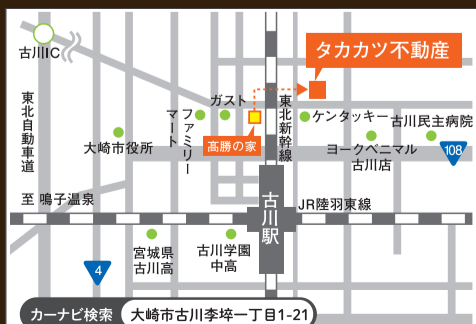 古川IC
タカカツ不動産
ガスト
ファミリー
マート
東北新幹線
ケンタッキー
古川民主病院
東北自動車道
大崎市役所
高勝の家
ヨークベニマル
古川店
108
至 鳴子温泉
古川駅
JR陸羽東線
宮城県
古川高
古川学園
中高
4
カーナビ検索
大崎市古川李埣一丁目1-21